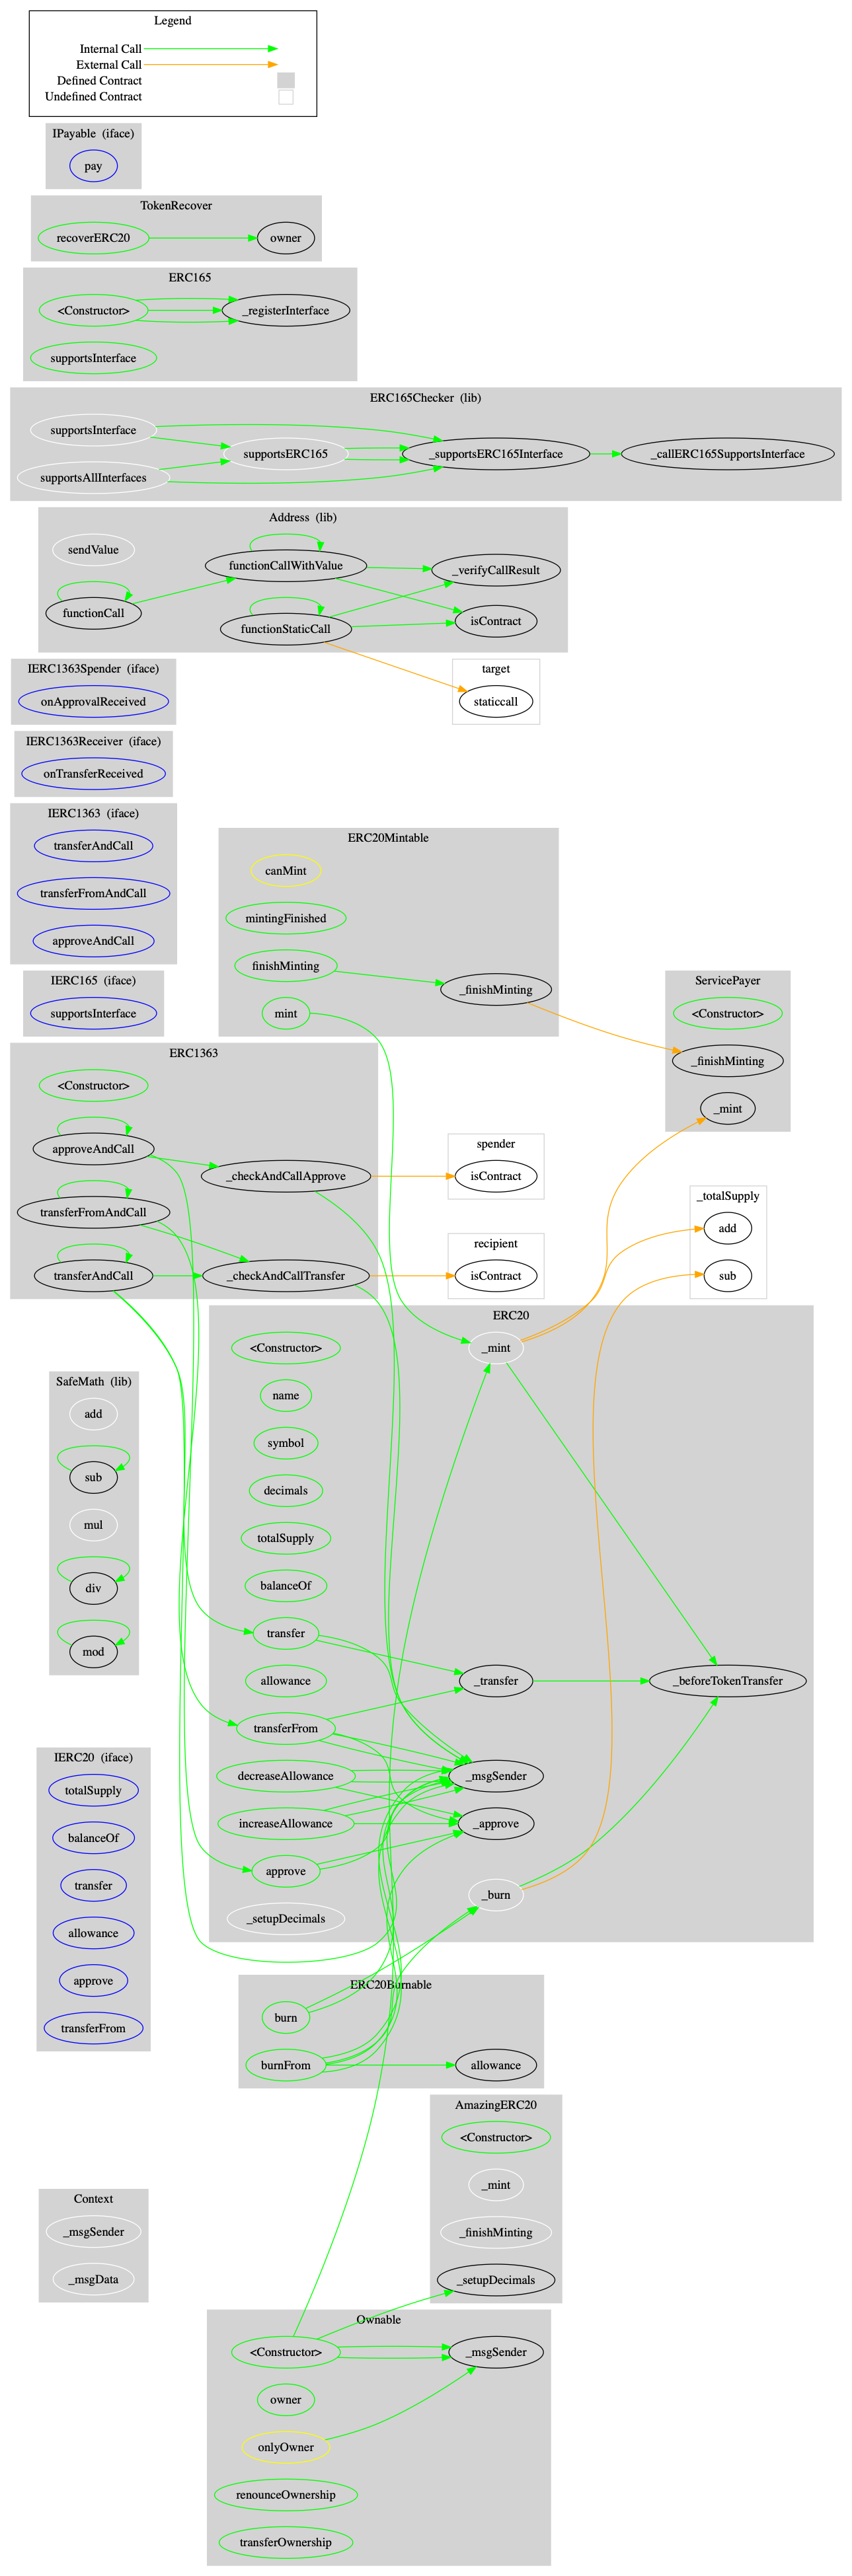 Legend
Internal Call
External Call
Defined Contract
Undefined Contract
IPayable (iface)
pay
TokenRecover
recoverERC20
owner
ERC165
<Constructor>
_registerInterface
supportsInterface
ERC165Checker (lib)
supportsInterface
supportsERC165
_supportsERC165Interface
_callERC165SupportsInterface
supportsAllInterfaces
Address (lib)
sendValue
functionCallWithValue
_verifyCallResult
functionCall
functionStaticCall
isContract
IERC1363Spender (iface)
onApprovalReceived
target
staticcall
IERC1363Receiver (iface)
onTransferReceived
IERC1363 (iface)
transferAndCall
transferFromAndCall
approveAndCall
ERC20Mintable
canMint
mintingFinished
finishMinting
_finishMinting
mint
IERC165 (iface)
supportsInterface
ServicePayer
<Constructor>
_finishMinting
_mint
ERC1363
<Constructor>
approveAndCall
_checkAndCallApprove
transferFromAndCall
transferAndCall
_checkAndCallTransfer
spender
isContract
recipient
isContract
_totalSupply
add
sub
ERC20
<Constructor>
_mint
name
symbol
decimals
totalSupply
balanceOf
transfer
allowance
_transfer
_beforeTokenTransfer
transferFrom
decreaseAllowance
_msgSender
increaseAllowance
_approve
approve
_burn
_setupDecimals
SafeMath (lib)
add
sub
mul
div
mod
IERC20 (iface)
totalSupply
balanceOf
transfer
allowance
approve
transferFrom
ERC20Burnable
burn
burnFrom
allowance
AmazingERC20
<Constructor>
_mint
_finishMinting
_setupDecimals
Context
_msgSender
_msgData
Ownable
<Constructor>
_msgSender
owner
onlyOwner
renounceOwnership
transferOwnership